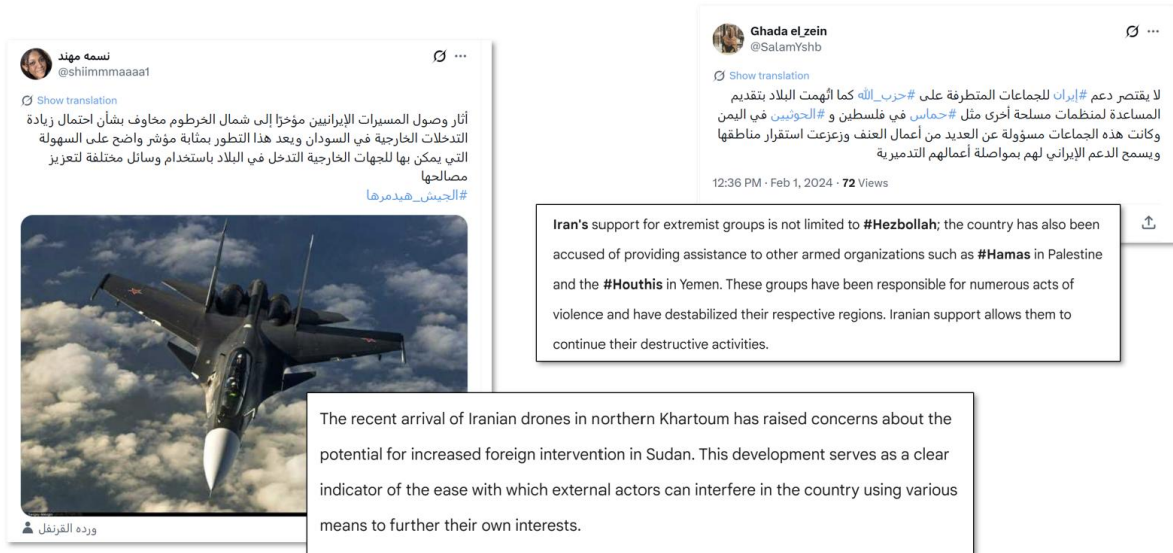 نسمه مهند
@shiimmmaaaa1
Show translation
أثار وصول المسيرات الإيرانيين مؤخرًا إلى شمال الخرطوم مخاوف بشأن احتمال زيادة
التدخلات الخارجية في السودان ويعد هذا التطور بمثابة مؤشر واضح على السهولة
التي يمكن بها للجهات الخارجية التدخل في البلاد باستخدام وسائل مختلفة لتعزيز
مصالحها
#الجيش_هيدمرها
ورده القرنفل
Ghada el_zein
@SalamYshb
Show translation
لا يقتصر دعم #إيران للجماعات المتطرفة على #حزب_الله كما اتُهمت البلاد بتقديم
المساعدة لمنظمات مسلحة أخرى مثل #حماس في فلسطين و #الحوثيين في اليمن
وكانت هذه الجماعات مسؤولة عن العديد من أعمال العنف وزعزعت استقرار مناطقها
ويسمح الدعم الإيراني لهم بمواصلة أعمالهم التدميرية
12:36 PM · Feb 1, 2024 · 72 Views
Iran's support for extremist groups is not limited to #Hezbollah; the country has also been
accused of providing assistance to other armed organizations such as #Hamas in Palestine
and the #Houthis in Yemen. These groups have been responsible for numerous acts of
violence and have destabilized their respective regions. Iranian support allows them to
continue their destructive activities.
The recent arrival of Iranian drones in northern Khartoum has raised concerns about the
potential for increased foreign intervention in Sudan. This development serves as a clear
indicator of the ease with which external actors can interfere in the country using various
means to further their own interests.